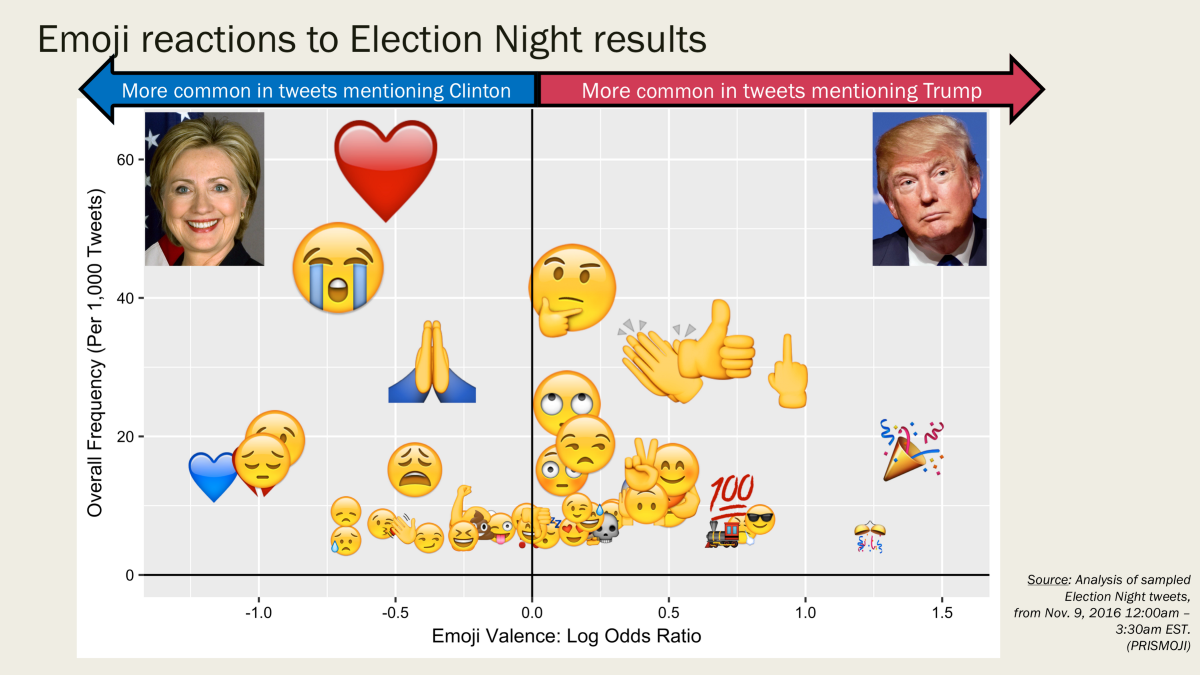 Emoji reactions to Election Night results
More common in tweets mentioning Clinton
More common in tweets mentioning Trump
Overall Frequency (Per 1,000 Tweets)
60
40
20
0
100
zz
-1.0
-0.5
0.0
0.5
1.0
1.5
Emoji Valence: Log Odds Ratio
Source: Analysis of sampled
Election Night tweets,
from Nov. 9, 2016 12:00am –
3:30am EST.
(PRISMOJI)